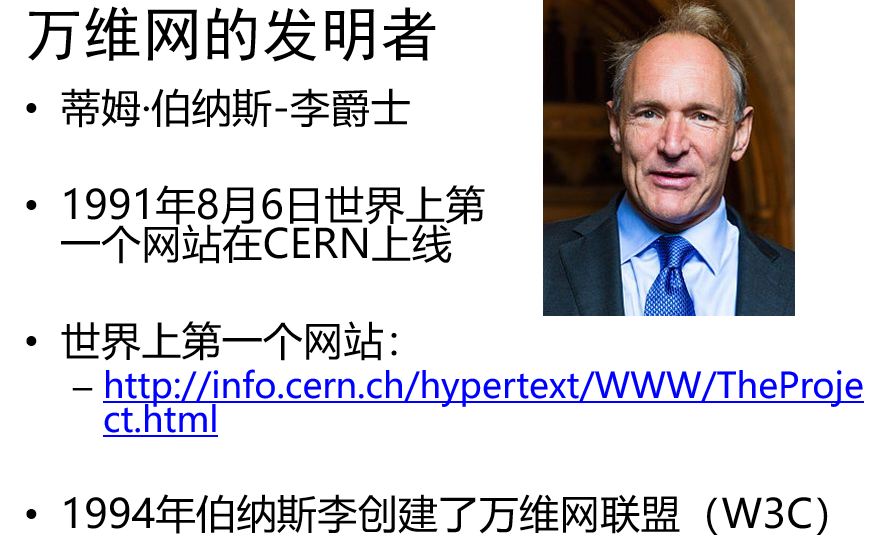 万维网的发明者
• 蒂姆·伯纳斯-李爵士
• 1991年8月6日世界上第
一个网站在CERN上线
• 世界上第一个网站：
– http://info.cern.ch/hypertext/WWW/TheProje
ct.html
• 1994年伯纳斯李创建了万维网联盟（W3C）